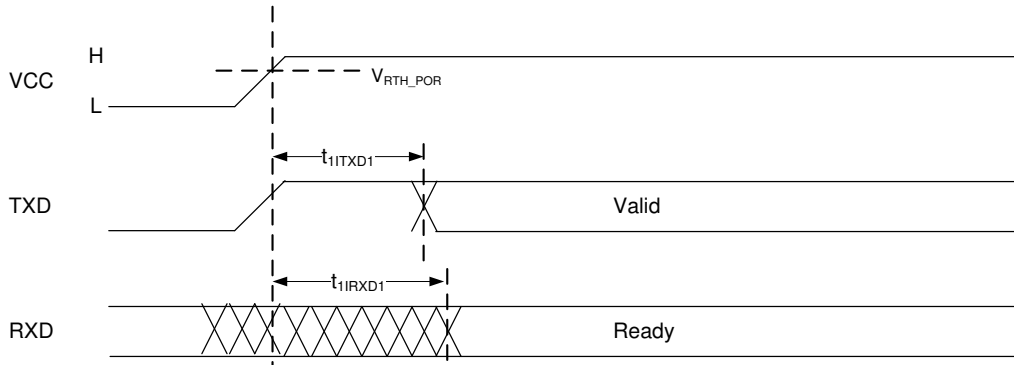 H
VCC
V_RTH_POR
L
t_1ITXD1
TXD
Valid
t_1IRXD1
RXD
Ready